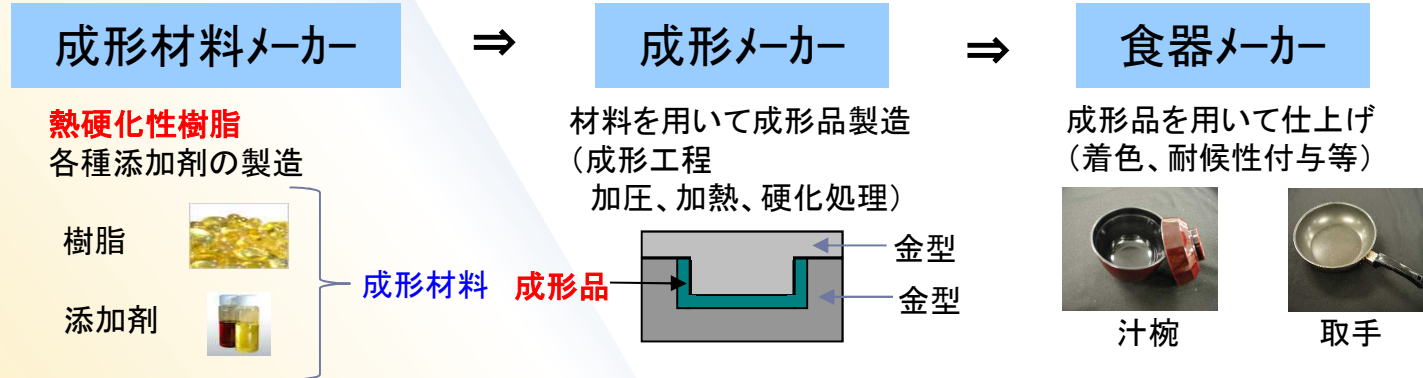 成形材料メーカー
⇒
成形メーカー
⇒
食器メーカー
熱硬化性樹脂
各種添加剤の製造
樹脂
添加剤
成形材料
材料を用いて成形品製造
（成形工程
加圧、加熱、硬化処理）
成形品
金型
金型
成形品を用いて仕上げ
（着色、耐候性付与等）
汁椀
取手